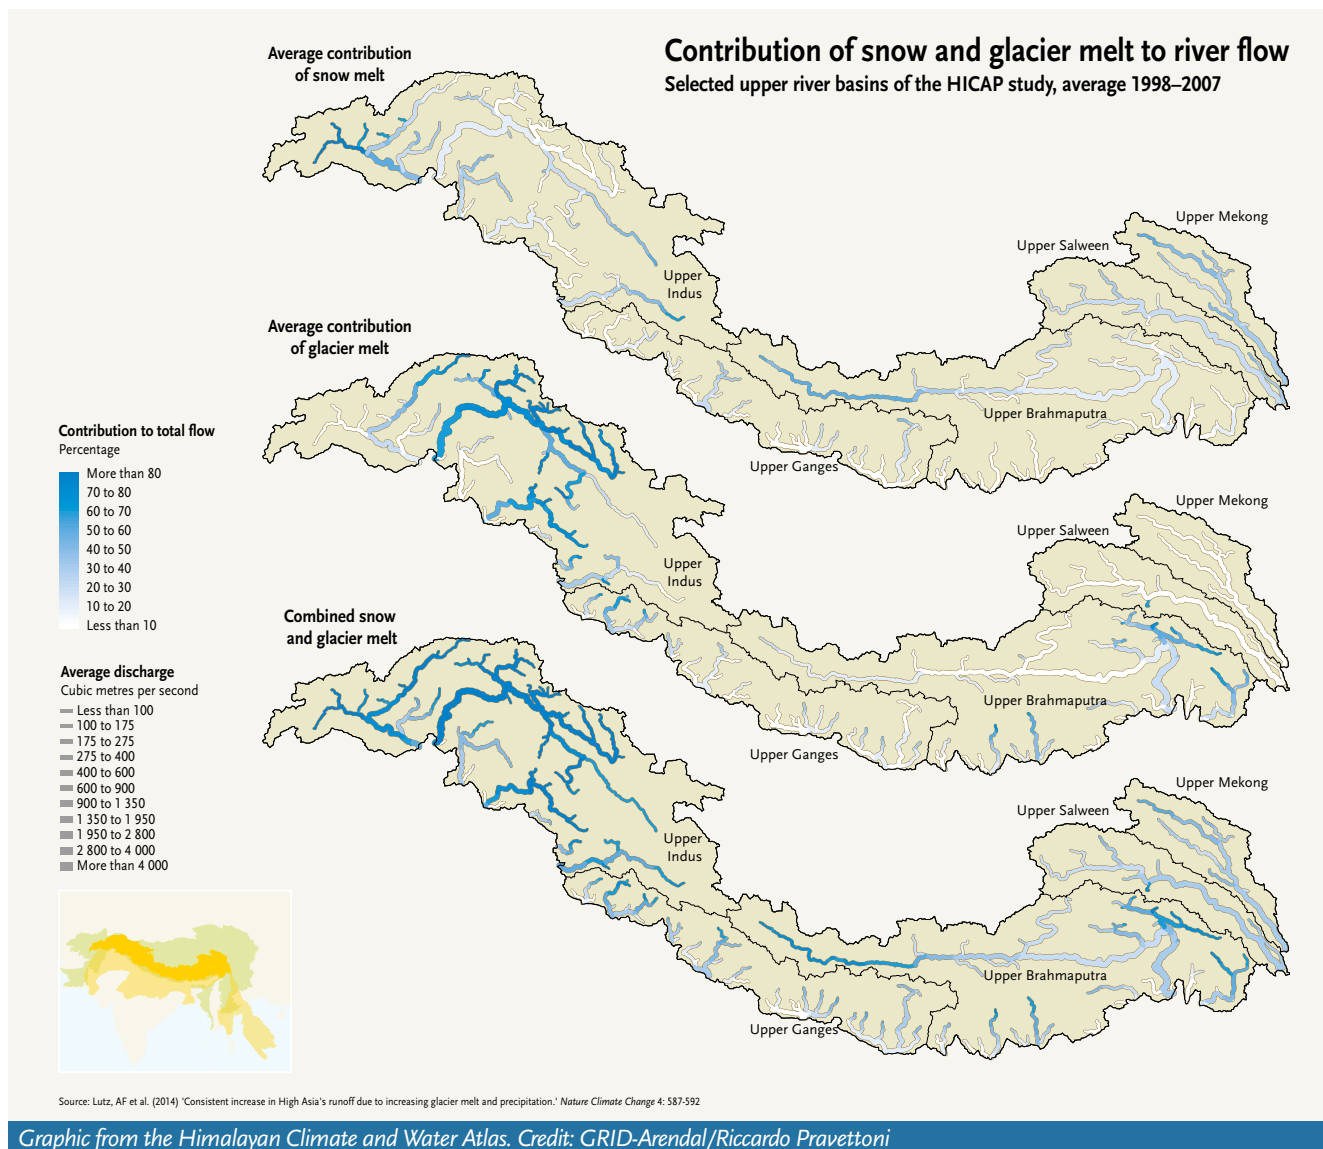 Contribution of snow and glacier melt to river flow
Selected upper river basins of the HICAP study, average 1998–2007
Average contribution
of snow melt
Upper Mekong
Upper Salween
Upper
Indus
Upper Brahmaputra
Upper Ganges
Average contribution
of glacier melt
Upper Mekong
Upper Salween
Upper
Indus
Upper Brahmaputra
Upper Ganges
Combined snow
and glacier melt
Upper Mekong
Upper Salween
Upper
Indus
Upper Brahmaputra
Upper Ganges
Contribution to total flow
Percentage
More than 80
70 to 80
60 to 70
50 to 60
40 to 50
30 to 40
20 to 30
10 to 20
Less than 10
Average discharge
Cubic metres per second
Less than 100
100 to 175
175 to 275
275 to 400
400 to 600
600 to 900
900 to 1 350
1 350 to 1 950
1 950 to 2 800
2 800 to 4 000
More than 4 000
Source: Lutz, AF et al. (2014) 'Consistent increase in High Asia's runoff due to increasing glacier melt and precipitation.' Nature Climate Change 4: 587-592
Graphic from the Himalayan Climate and Water Atlas. Credit: GRID-Arendal/Riccardo Pravettoni